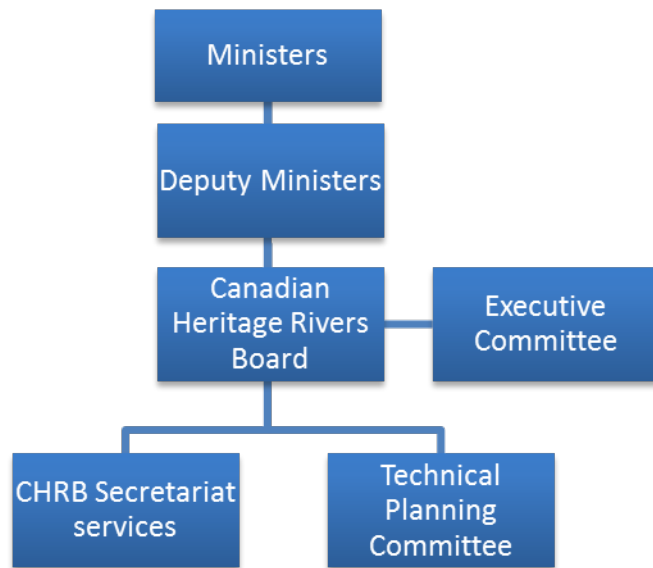 Ministers
Deputy Ministers
Canadian
Heritage Rivers
Board
Executive
Committee
CHRB Secretariat
services
Technical
Planning
Committee